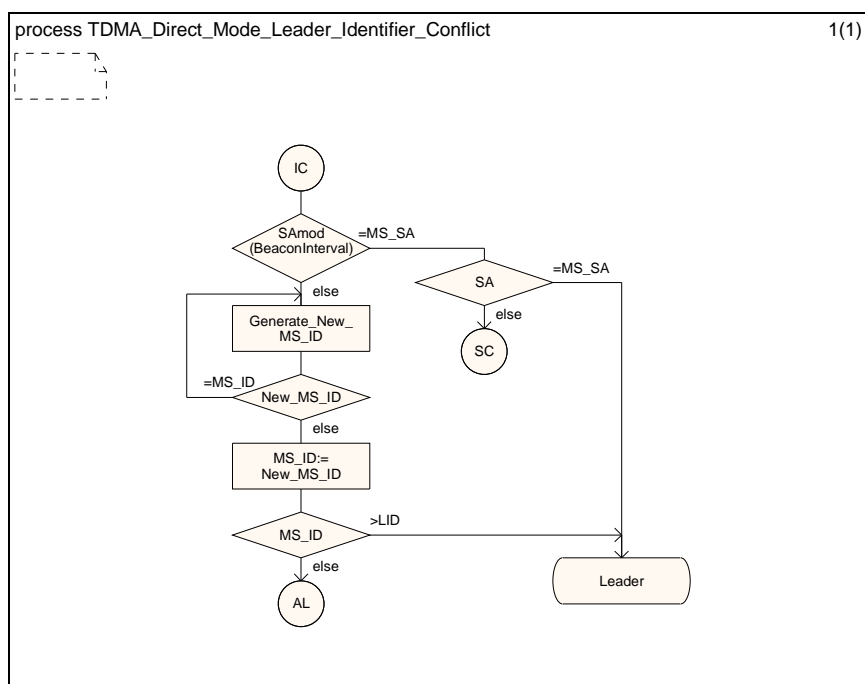 process TDMA_Direct_Mode_Leader_Identifier_Conflict
1(1)
IC
SAmod
(BeaconInterval)
=MS_SA
SA
=MS_SA
else
else
Generate_New_
MS_ID
SC
=MS_ID
New_MS_ID
else
MS_ID:=
New_MS_ID
MS_ID
>LID
else
Leader
AL